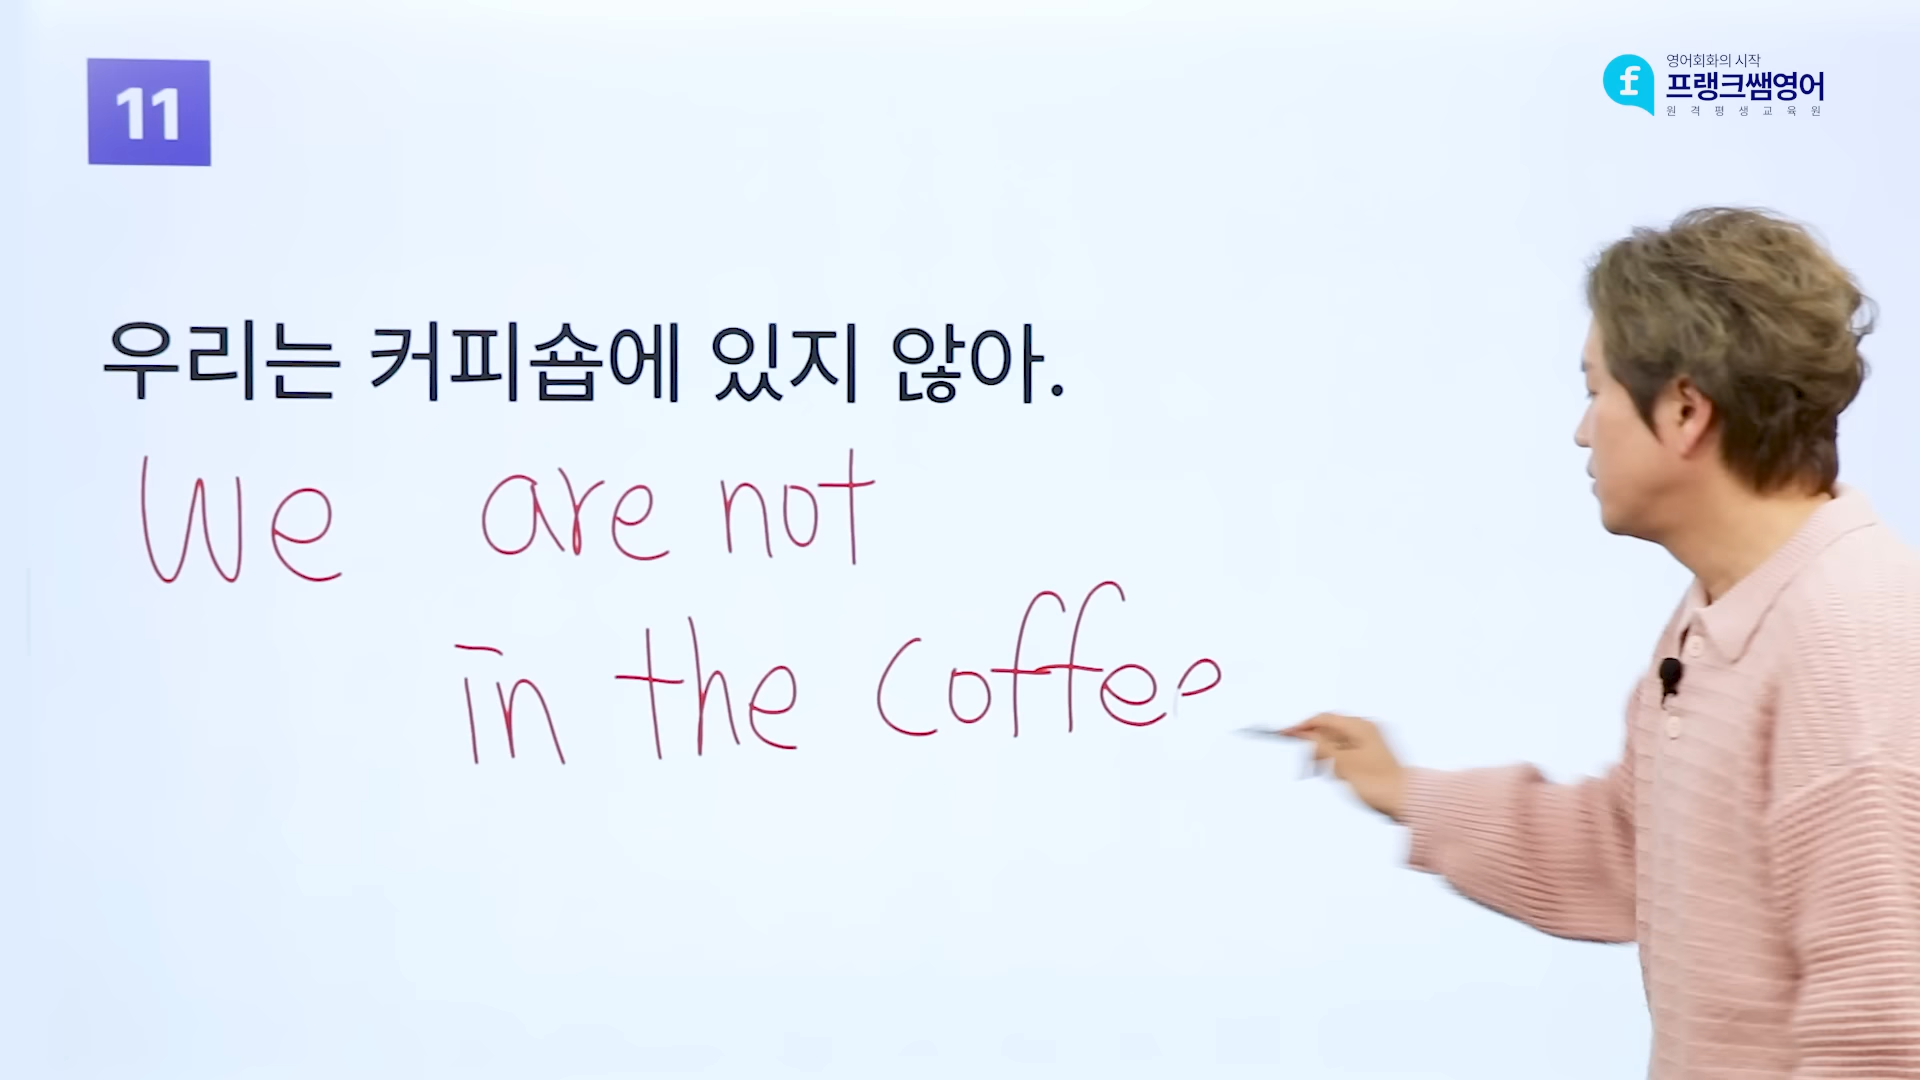 11
영어회화의 시작
f 프랭크쌤영어
원격평생교육원
우리는 커피숍에 있지 않아.
We are not
in the coffee